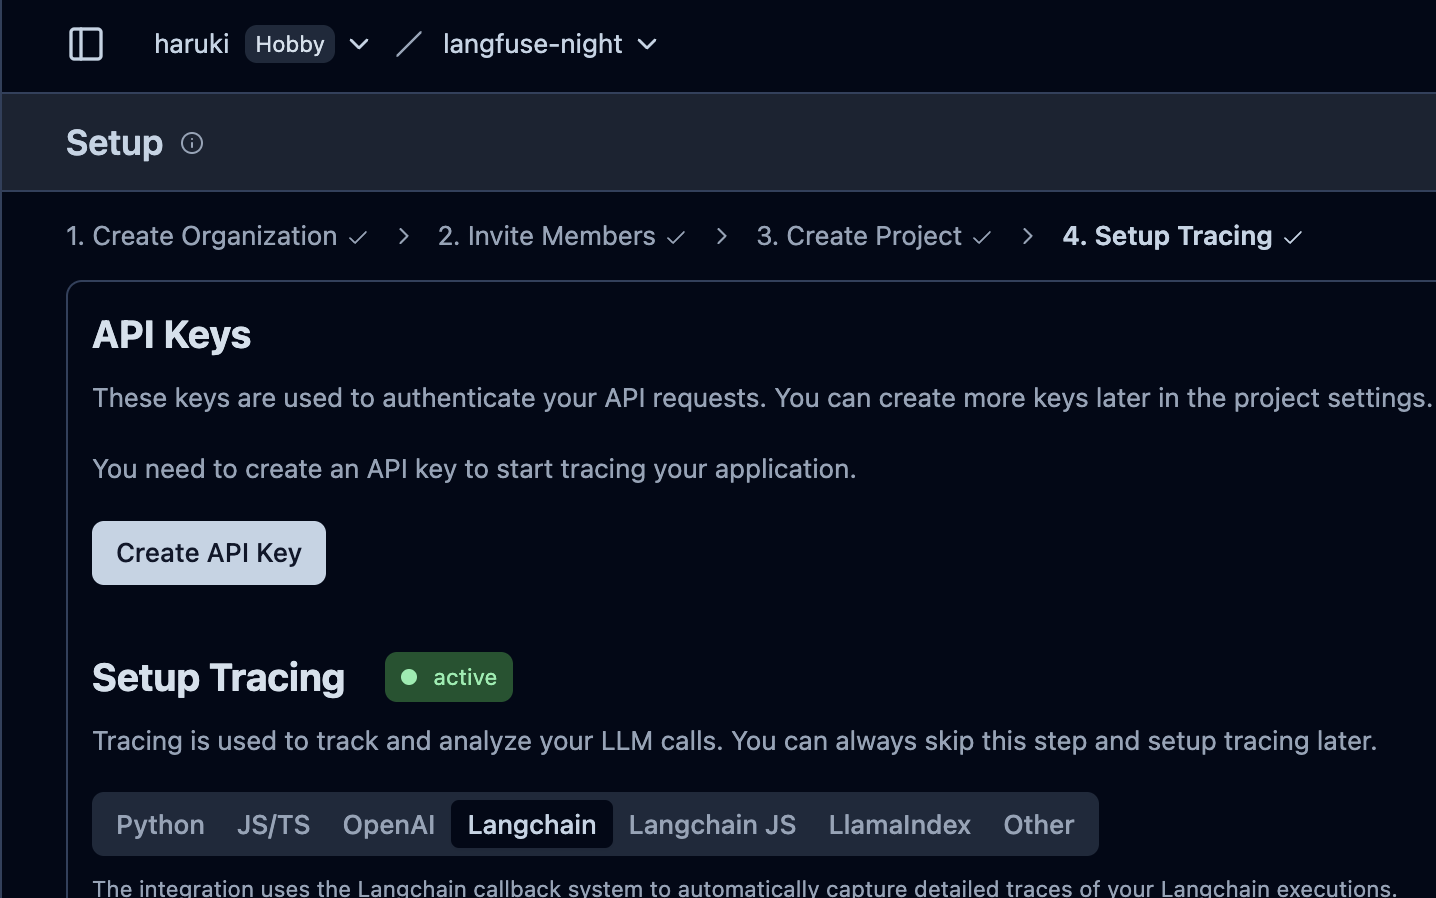 haruki Hobby langfuse-night
Setup
1. Create Organization 2. Invite Members 3. Create Project 4. Setup Tracing
API Keys
These keys are used to authenticate your API requests. You can create more keys later in the project settings.
You need to create an API key to start tracing your application.
Create API Key
Setup Tracing active
Tracing is used to track and analyze your LLM calls. You can always skip this step and setup tracing later.
Python JS/TS OpenAI Langchain Langchain JS LlamaIndex Other
The integration uses the Langchain callback system to automatically capture detailed traces of your Langchain executions.